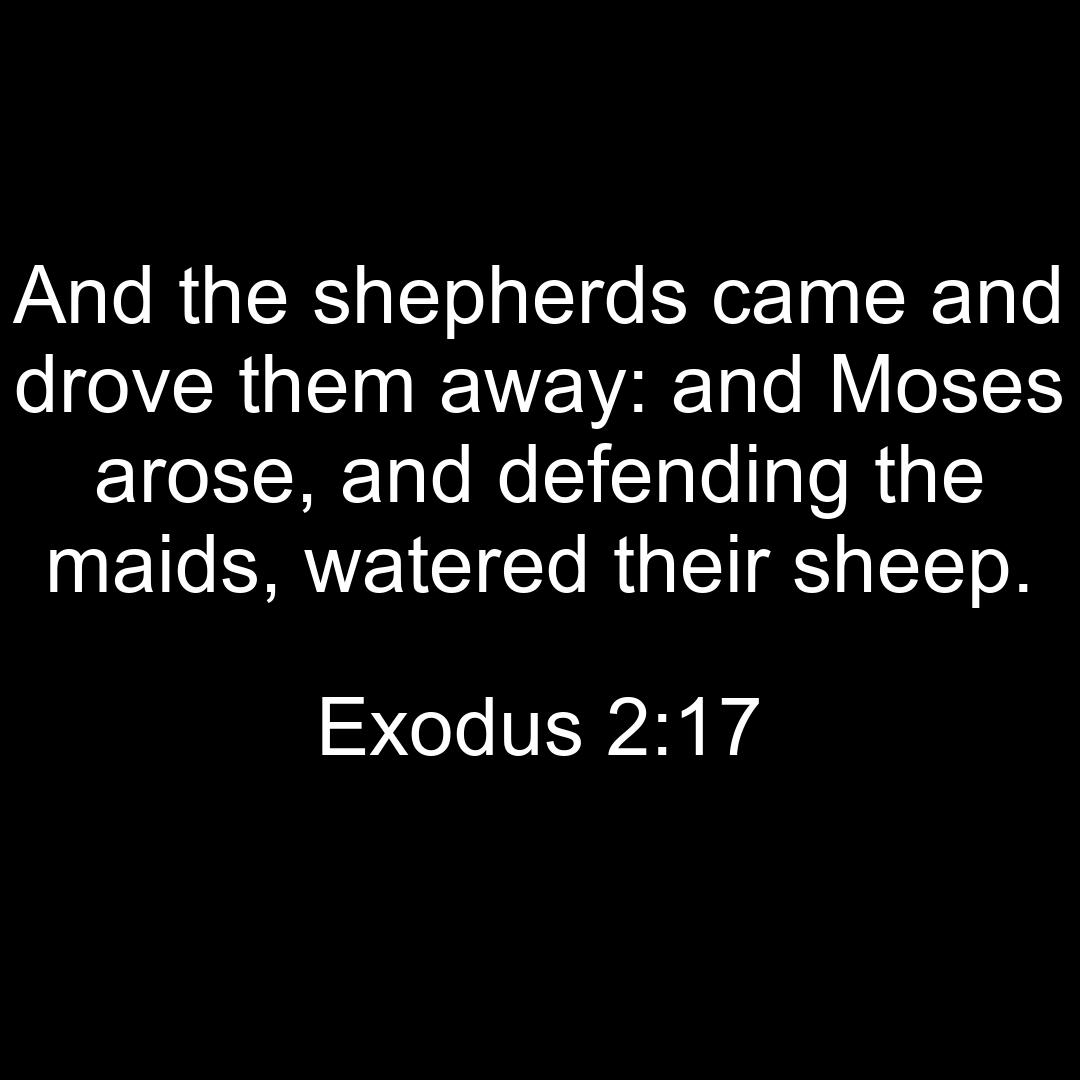 And the shepherds came and
drove them away: and Moses
arose, and defending the
maids, watered their sheep.
Exodus 2:17